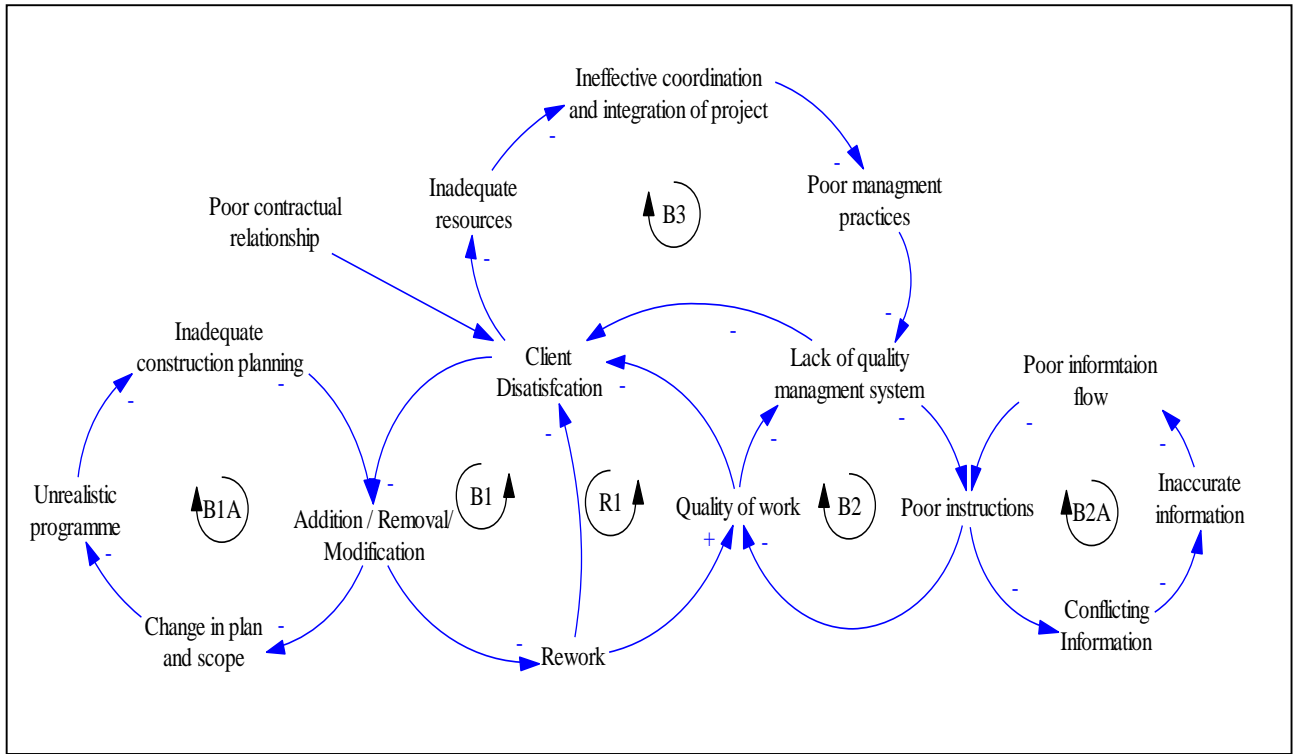 Ineffective coordination
and integration of project
-
-
Inadequate
resources
Poor managment
practices
B3
Poor contractual
relationship
-
-
-
Inadequate
construction planning
-
-
Client
Disatisfcation
-
Lack of quality
managment system
-
-
Poor informtaion
flow
-
-
B1A
B1
-
R1
-
Quality of work
+
-
B2
Poor instructions
B2A
Inaccurate
information
Unrealistic
programme
-
Addition / Removal/
Modification
-
-
-
-
Conflicting
Information
Change in plan
and scope
-
Rework